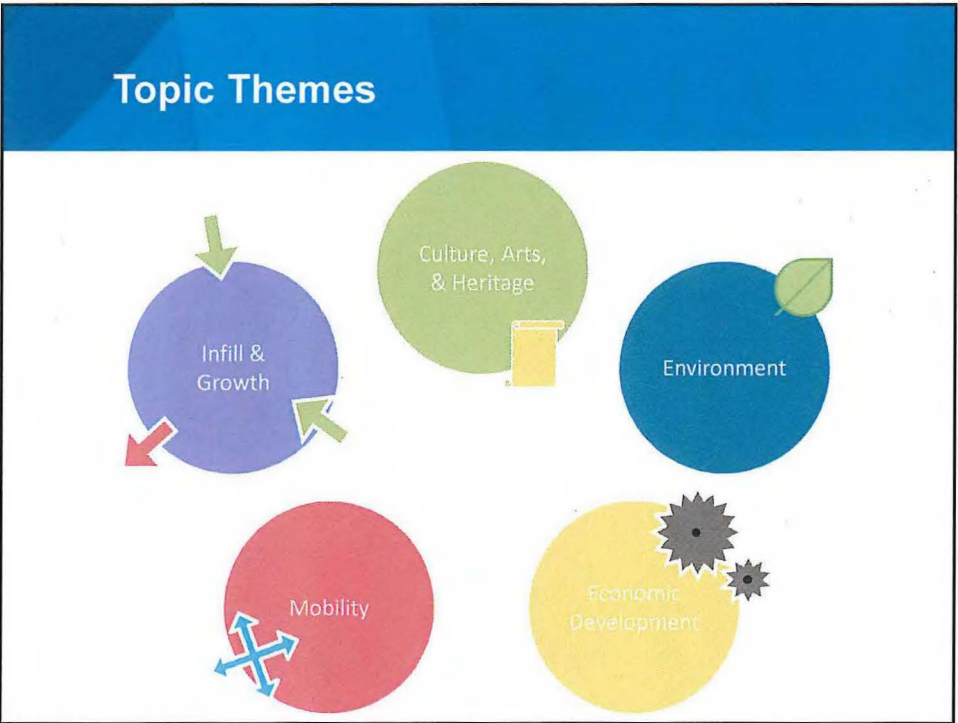 Topic Themes
Culture, Arts,
& Heritage
Infill &
Growth
Environment
Mobility
Economic
Development